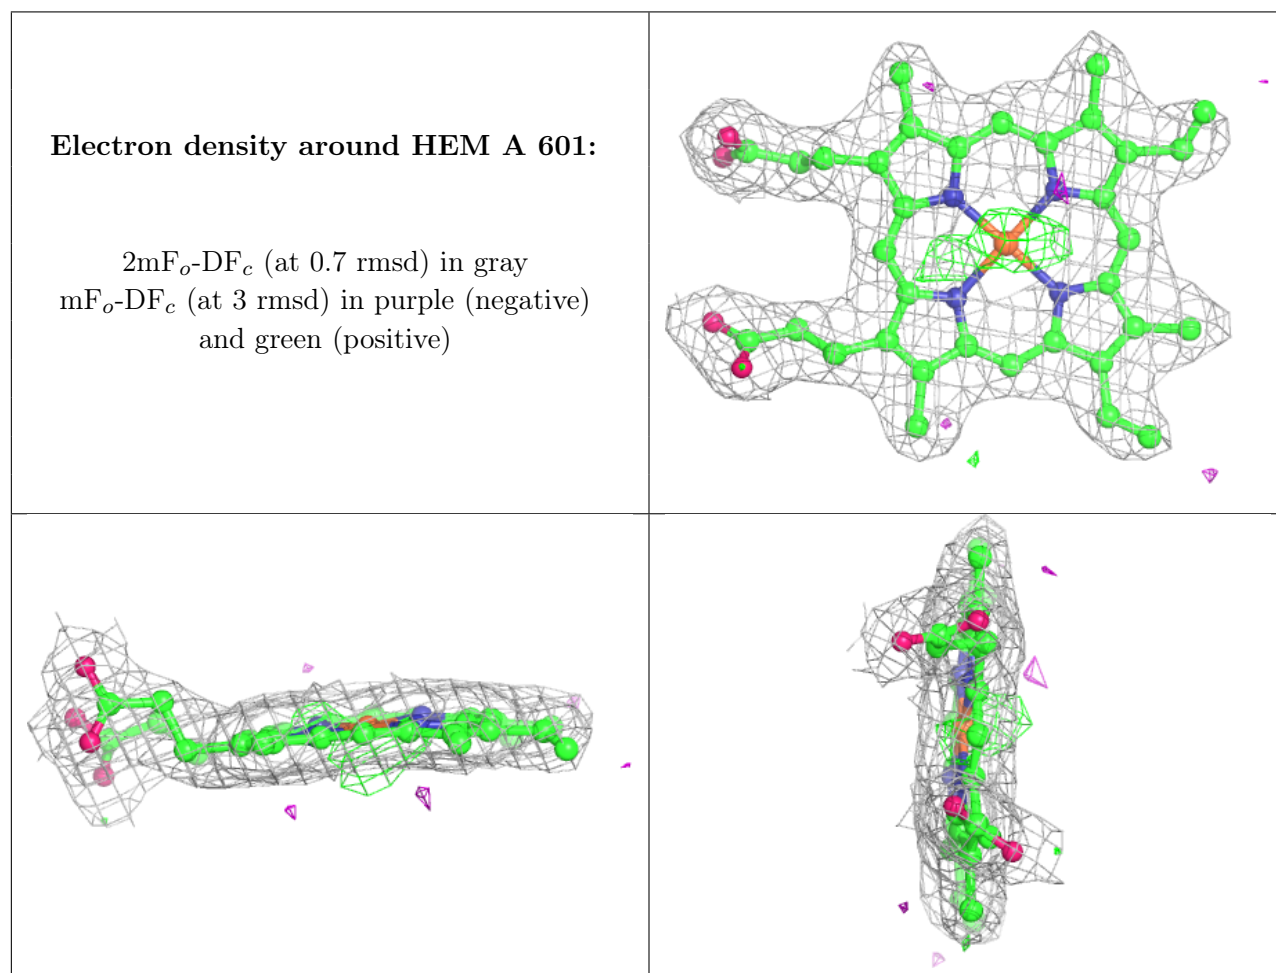 Electron density around HEM A 601:
2mFₒ-DF𝒸 (at 0.7 rmsd) in gray
mFₒ-DF𝒸 (at 3 rmsd) in purple (negative)
and green (positive)